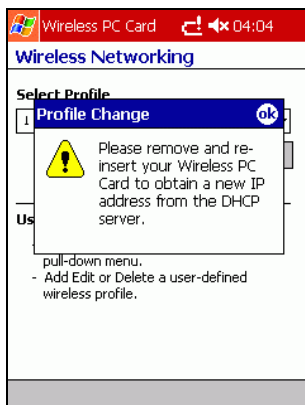 Wireless PC Card 04:04
Wireless Networking
Select Profile
1
Profile Change ok
Please remove and re-
insert your Wireless PC
Card to obtain a new IP
address from the DHCP
server.
Us
-
pull-down menu.
- Add Edit or Delete a user-defined
wireless profile.